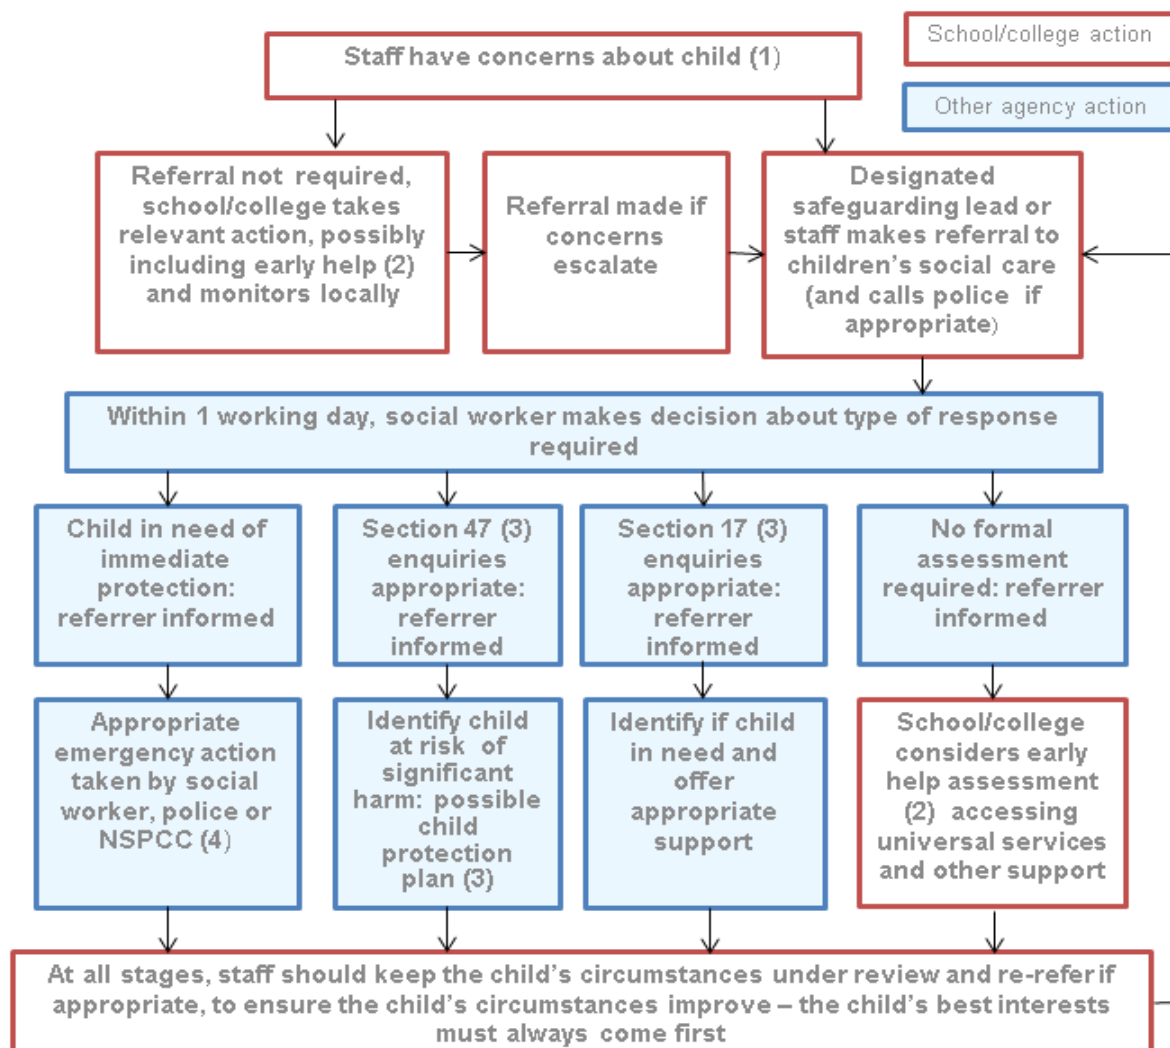 School/college action
Other agency action
Staff have concerns about child (1)
Referral not required,
school/college takes
relevant action, possibly
including early help (2)
and monitors locally
Referral made if
concerns
escalate
Designated
safeguarding lead or
staff makes referral to
children's social care
(and calls police if
appropriate)
Within 1 working day, social worker makes decision about type of response
required
Child in need of
immediate
protection:
referrer informed
Section 47 (3)
enquiries
appropriate:
referrer
informed
Section 17 (3)
enquiries
appropriate:
referrer
informed
No formal
assessment
required: referrer
informed
Appropriate
emergency action
taken by social
worker, police or
NSPCC (4)
Identify child
at risk of
significant
harm: possible
child
protection
plan (3)
Identify if child
in need and
offer
appropriate
support
School/college
considers early
help assessment
(2) accessing
universal services
and other support
At all stages, staff should keep the child's circumstances under review and re-refer if
appropriate, to ensure the child's circumstances improve – the child's best interests
must always come first